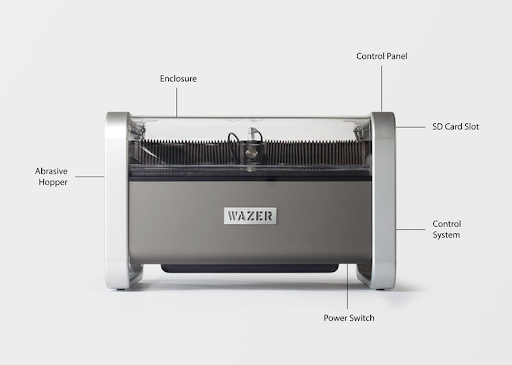 Control Panel
Enclosure
SD Card Slot
Abrasive
Hopper
WAZER
Control
System
Power Switch